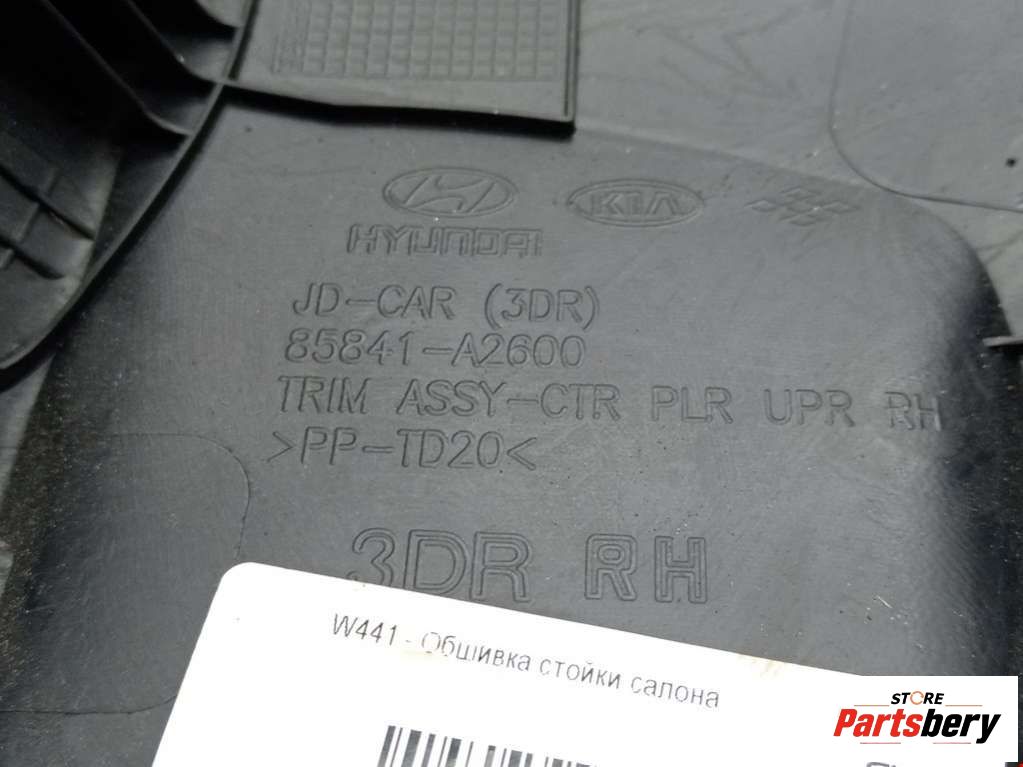 KIA
HYUNDAI
JD-CAR (3DR)
85841-A2600
TRIM ASSY-CTR PLR UPR RH
>PP-TD20<
3DR RH
W441 - Обшивка стойки салона
STORE
Partsbery